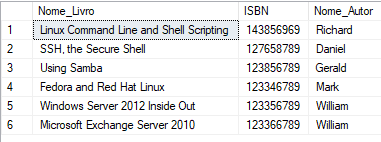 Nome_Livro ISBN Nome_Autor
1 Linux Command Line and Shell Scripting 143856969 Richard
2 SSH, the Secure Shell 127658789 Daniel
3 Using Samba 123856789 Gerald
4 Fedora and Red Hat Linux 123346789 Mark
5 Windows Server 2012 Inside Out 123356789 William
6 Microsoft Exchange Server 2010 123366789 William